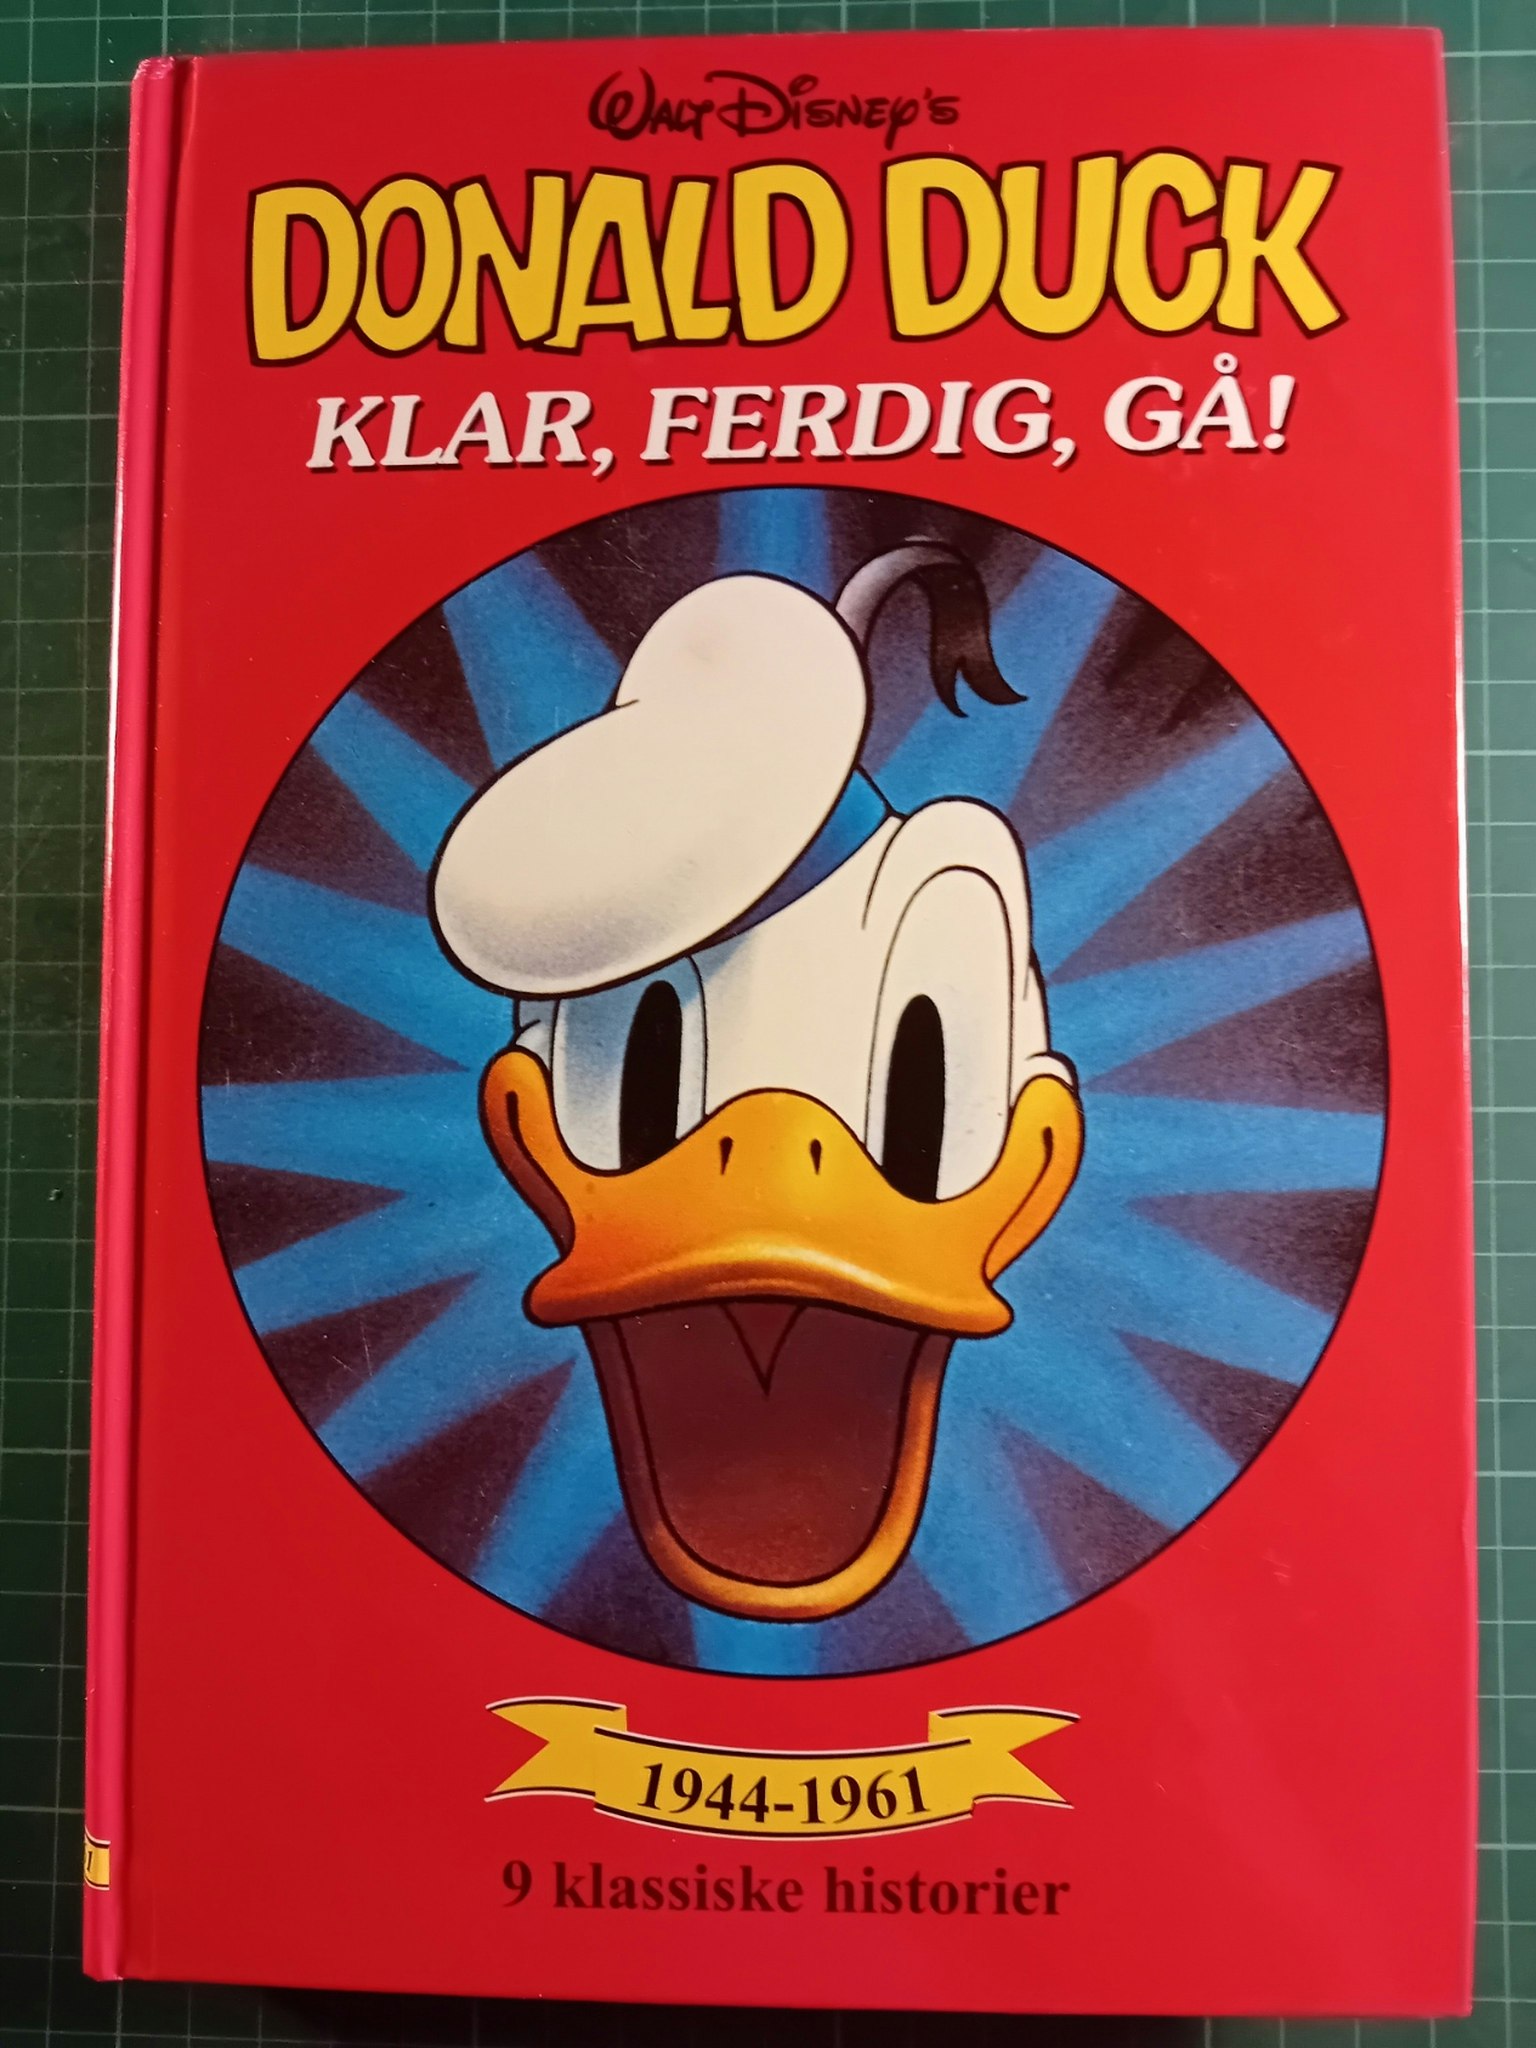 WALT DISNEY'S
DONALD DUCK
KLAR, FERDIG, GÅ!
1944-1961
9 klassiske historier